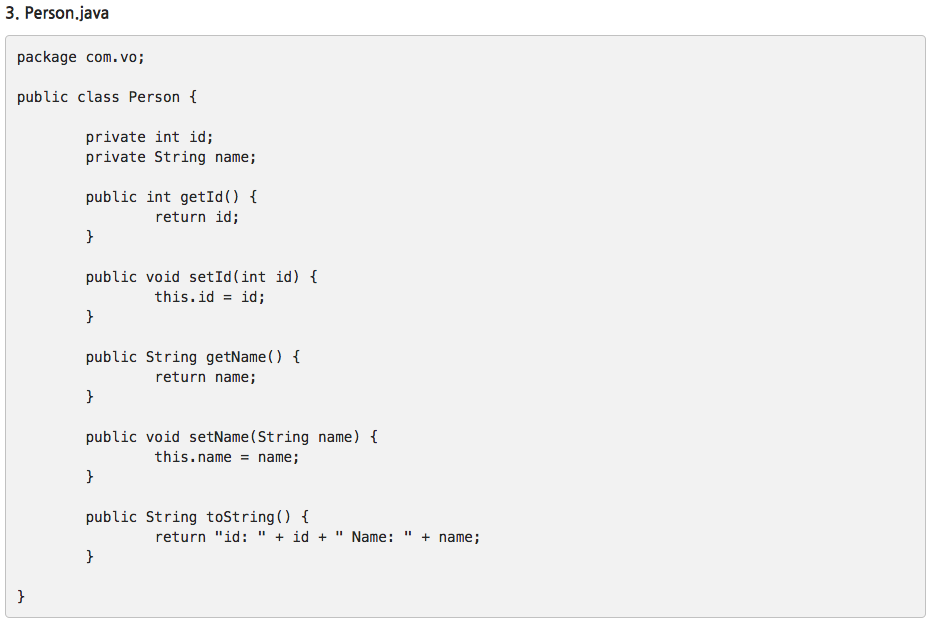 3. Person.java
package com.vo;
public class Person {
        private int id;
        private String name;
        public int getId() {
                return id;
        }
        public void setId(int id) {
                this.id = id;
        }
        public String getName() {
                return name;
        }
        public void setName(String name) {
                this.name = name;
        }
        public String toString() {
                return "id: " + id + " Name: " + name;
        }
}